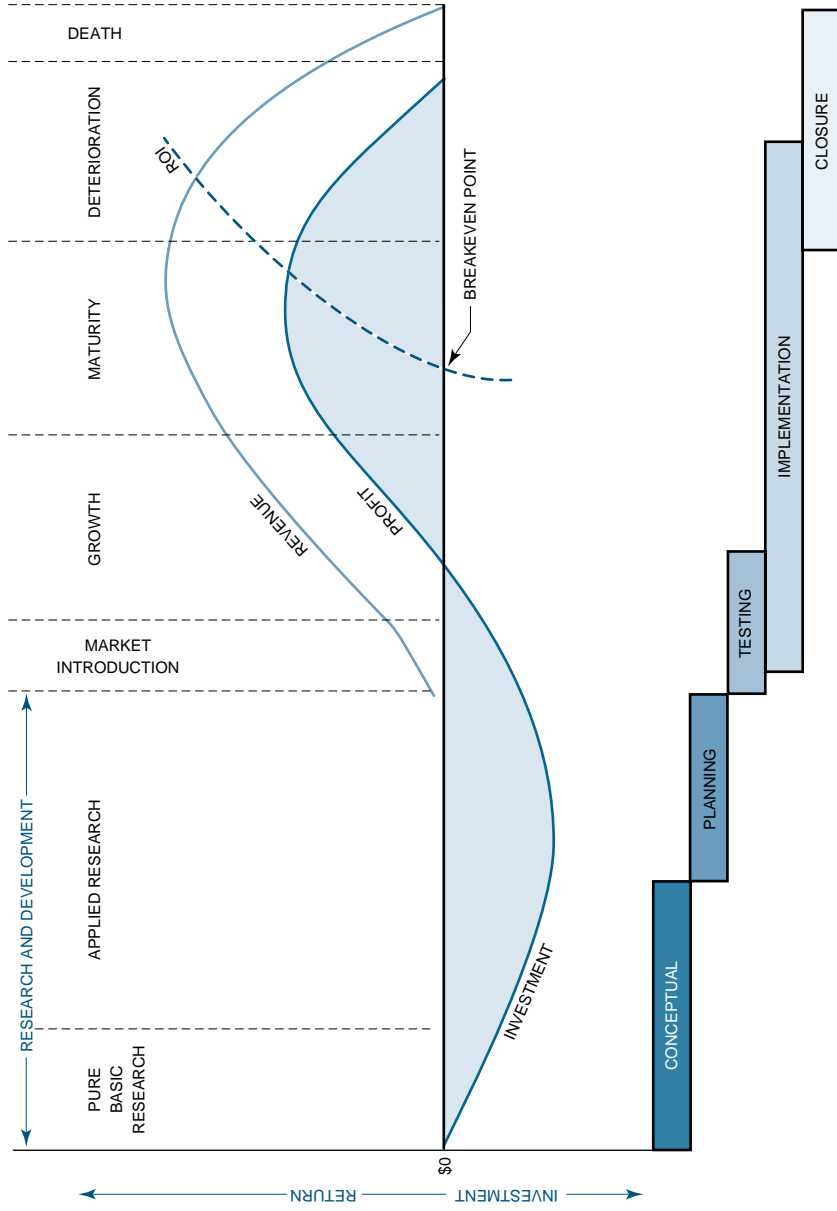 RESEARCH AND DEVELOPMENT
PURE
BASIC
RESEARCH
APPLIED RESEARCH
MARKET
INTRODUCTION
GROWTH
MATURITY
DETERIORATION
DEATH
RETURN
INVESTMENT
$0
INVESTMENT
REVENUE
PROFIT
ROI
BREAKEVEN POINT
CONCEPTUAL
PLANNING
TESTING
IMPLEMENTATION
CLOSURE